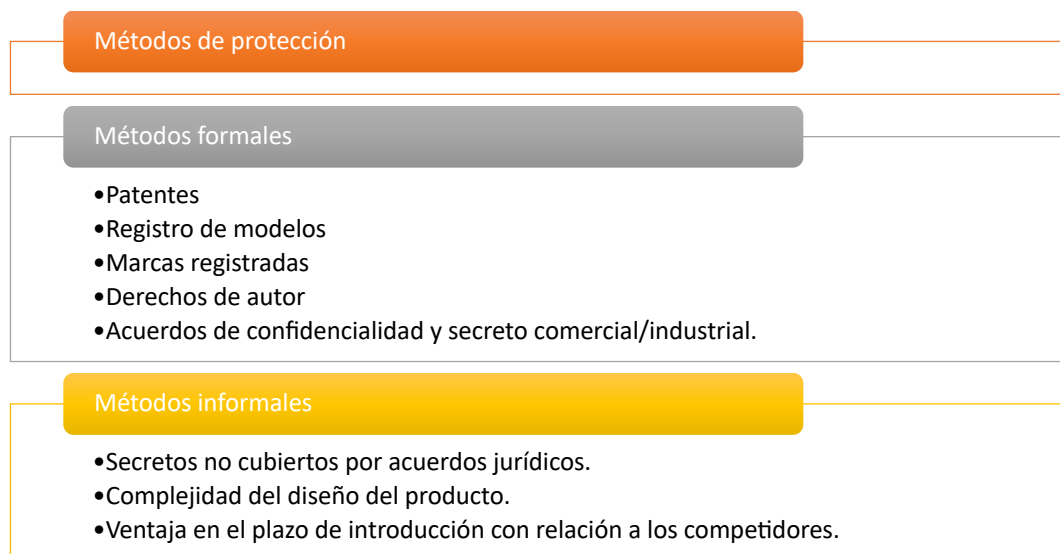 Métodos de protección
Métodos formales
•Patentes
•Registro de modelos
•Marcas registradas
•Derechos de autor
•Acuerdos de confidencialidad y secreto comercial/industrial.
Métodos informales
•Secretos no cubiertos por acuerdos jurídicos.
•Complejidad del diseño del producto.
•Ventaja en el plazo de introducción con relación a los competidores.